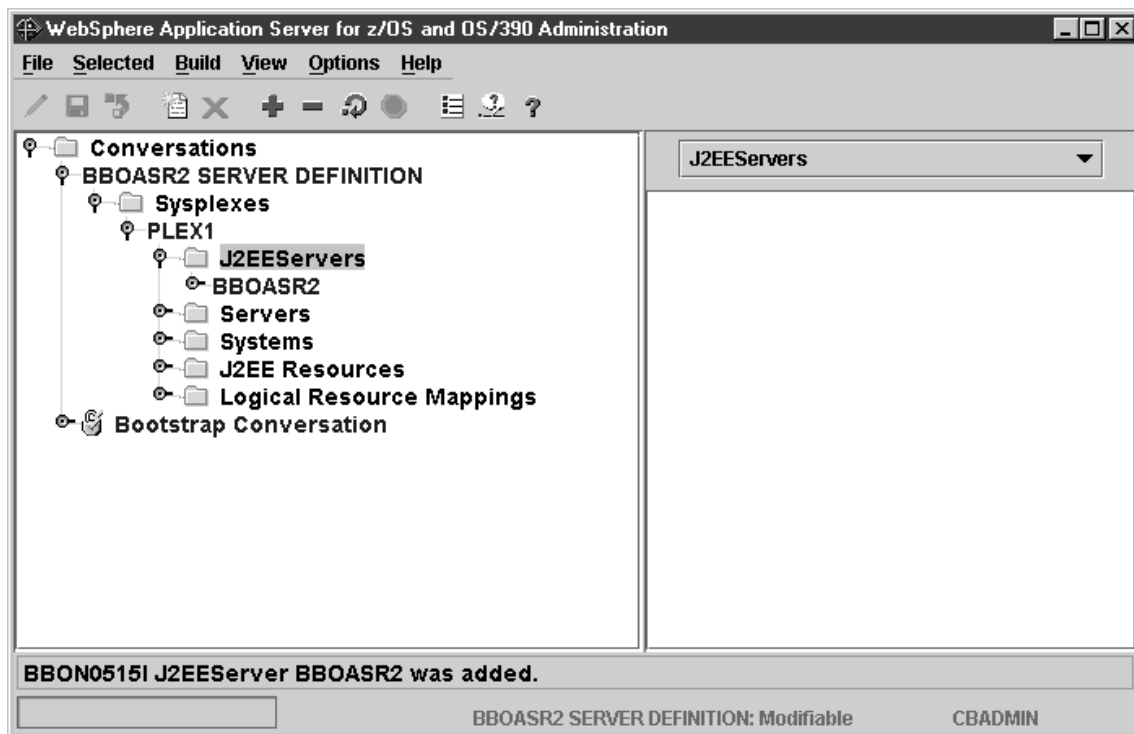 WebSphere Application Server for z/OS and OS/390 Administration
File Selected Build View Options Help
Conversations
BBOASR2 SERVER DEFINITION
Sysplexes
PLEX1
J2EEServers
BBOASR2
Servers
Systems
J2EE Resources
Logical Resource Mappings
Bootstrap Conversation
J2EEServers
BBON0515I J2EEServer BBOASR2 was added.
BBOASR2 SERVER DEFINITION: Modifiable CBADMIN